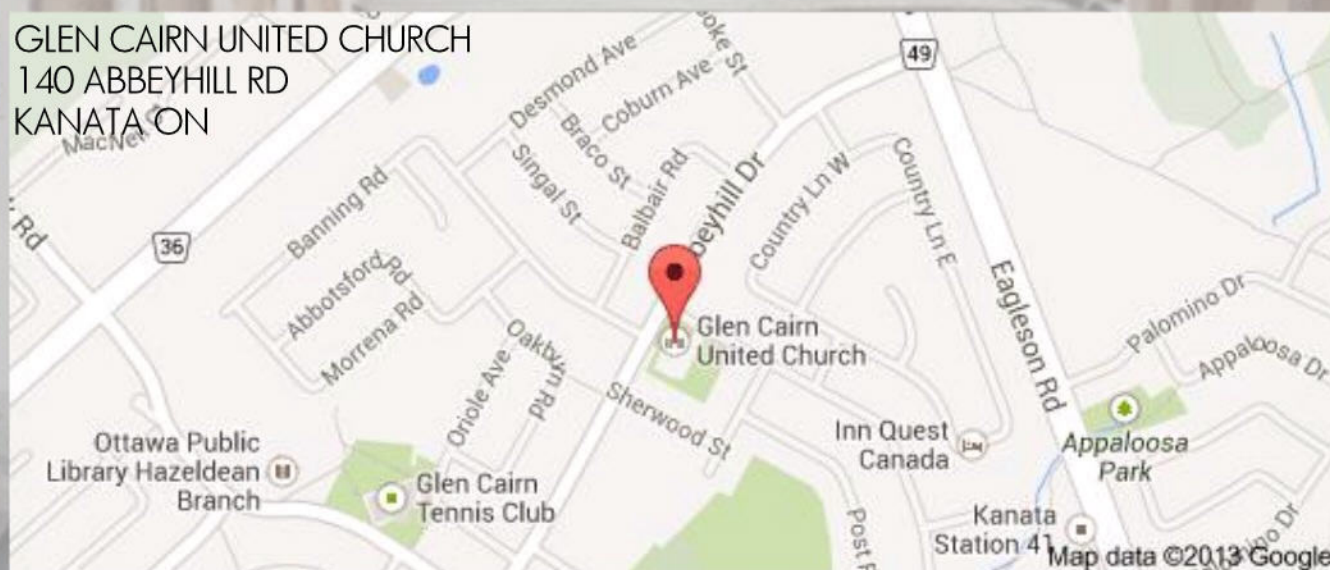 GLEN CAIRN UNITED CHURCH
140 ABBEYHILL RD
KANATA ON
49
Desmond Ave
Coburn Ave
Braco St
Singal St
Balbair Rd
Country Ln W
Country Ln E
Banning Rd
Rd
36
Abbotsford Rd
Morrena Rd
Eagleson Rd
Palomino Dr
Appaloosa Dr
Glen Cairn
United Church
Oriole Ave
Sherwood St
Inn Quest
Canada
Appaloosa
Park
Ottawa Public
Library Hazeldean
Branch
Glen Cairn
Tennis Club
Post
Kanata
Station 41
Map data ©2013 Google